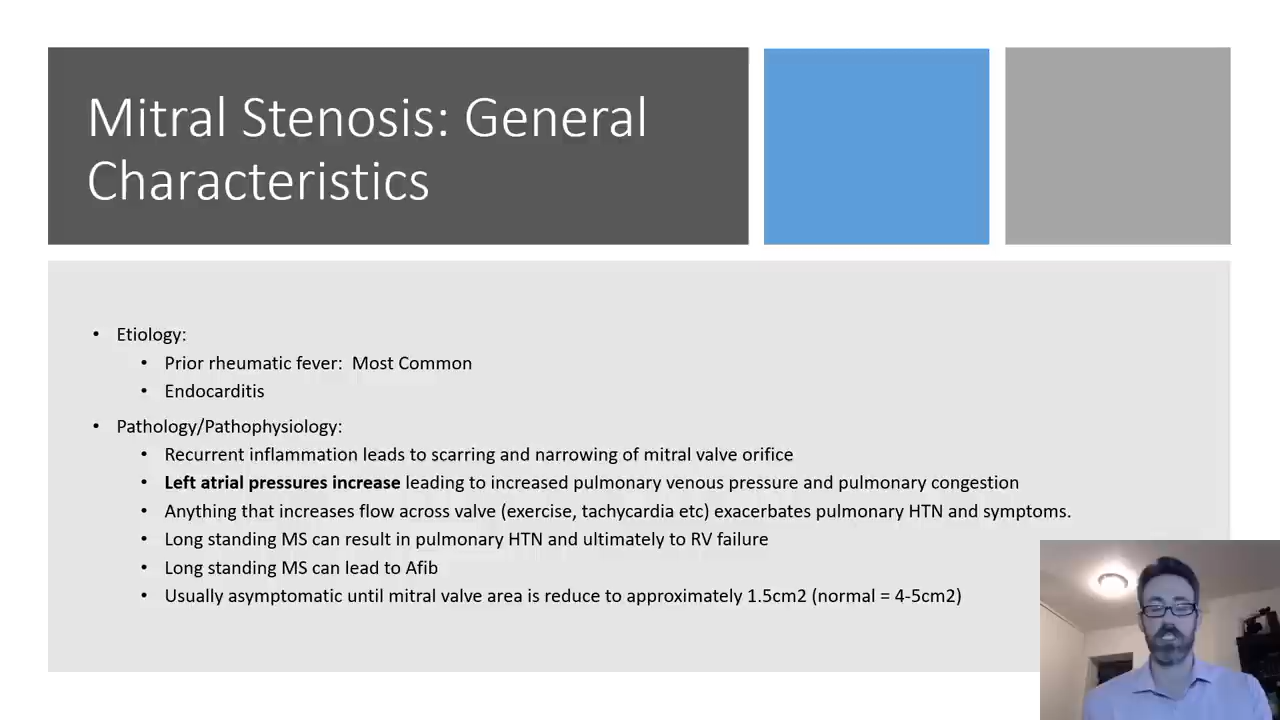 Mitral Stenosis: General
Characteristics
• Etiology:
• Prior rheumatic fever:  Most Common
• Endocarditis
• Pathology/Pathophysiology:
• Recurrent inflammation leads to scarring and narrowing of mitral valve orifice
• Left atrial pressures increase leading to increased pulmonary venous pressure and pulmonary congestion
• Anything that increases flow across valve (exercise, tachycardia etc) exacerbates pulmonary HTN and symptoms.
• Long standing MS can result in pulmonary HTN and ultimately to RV failure
• Long standing MS can lead to Afib
• Usually asymptomatic until mitral valve area is reduce to approximately 1.5cm2 (normal = 4-5cm2)